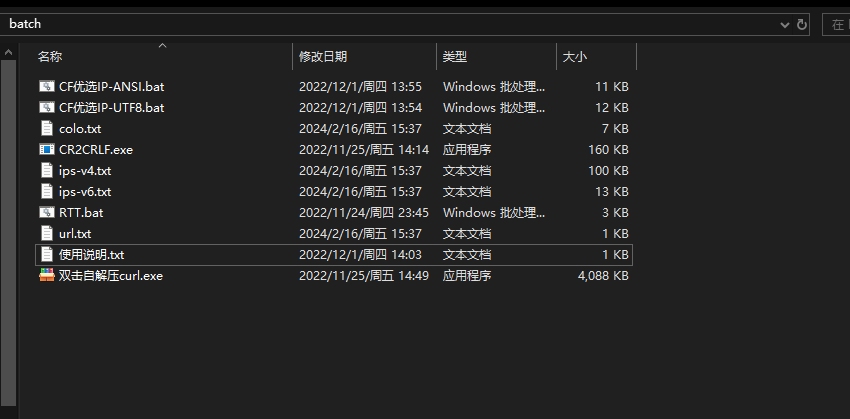 batch
在
名称 修改日期 类型 大小
CF优选IP-ANSI.bat 2022/12/1/周四 13:55 Windows 批处理... 11 KB
CF优选IP-UTF8.bat 2022/12/1/周四 13:54 Windows 批处理... 12 KB
colo.txt 2024/2/16/周五 15:37 文本文档 7 KB
CR2CRLF.exe 2022/11/25/周五 14:14 应用程序 160 KB
ips-v4.txt 2024/2/16/周五 15:37 文本文档 100 KB
ips-v6.txt 2024/2/16/周五 15:37 文本文档 13 KB
RTT.bat 2022/11/24/周四 23:45 Windows 批处理... 3 KB
url.txt 2024/2/16/周五 15:37 文本文档 1 KB
使用说明.txt 2022/12/1/周四 14:03 文本文档 1 KB
双击自解压curl.exe 2022/11/25/周五 14:49 应用程序 4,088 KB